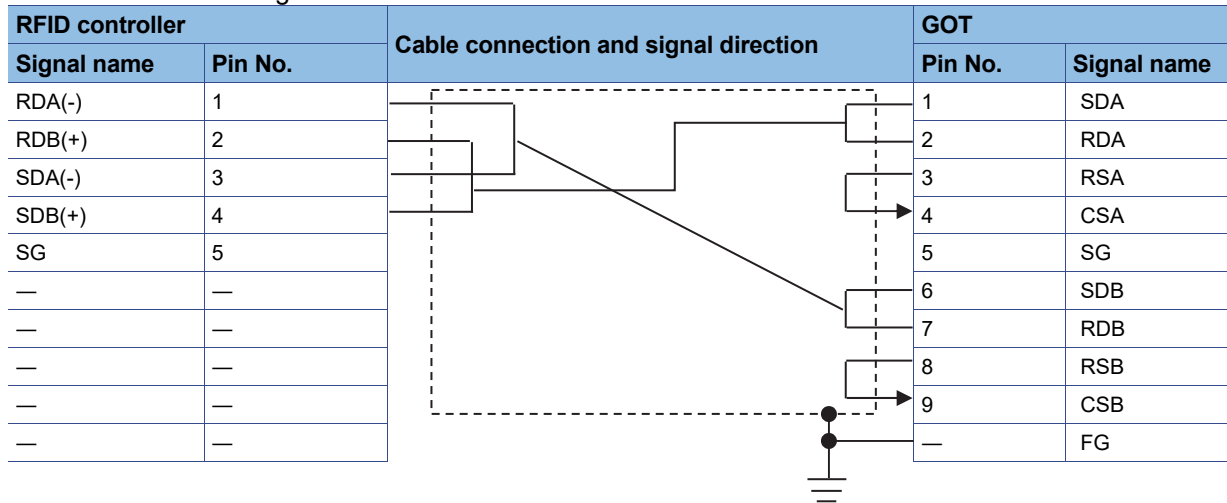 RFID controller Cable connection and signal direction GOT
Signal name Pin No. Pin No. Signal name
RDA(-) 1 1 SDA
RDB(+) 2 2 RDA
SDA(-) 3 3 RSA
SDB(+) 4 4 CSA
SG 5 5 SG
— — 6 SDB
— — 7 RDB
— — 8 RSB
— — 9 CSB
— — — FG